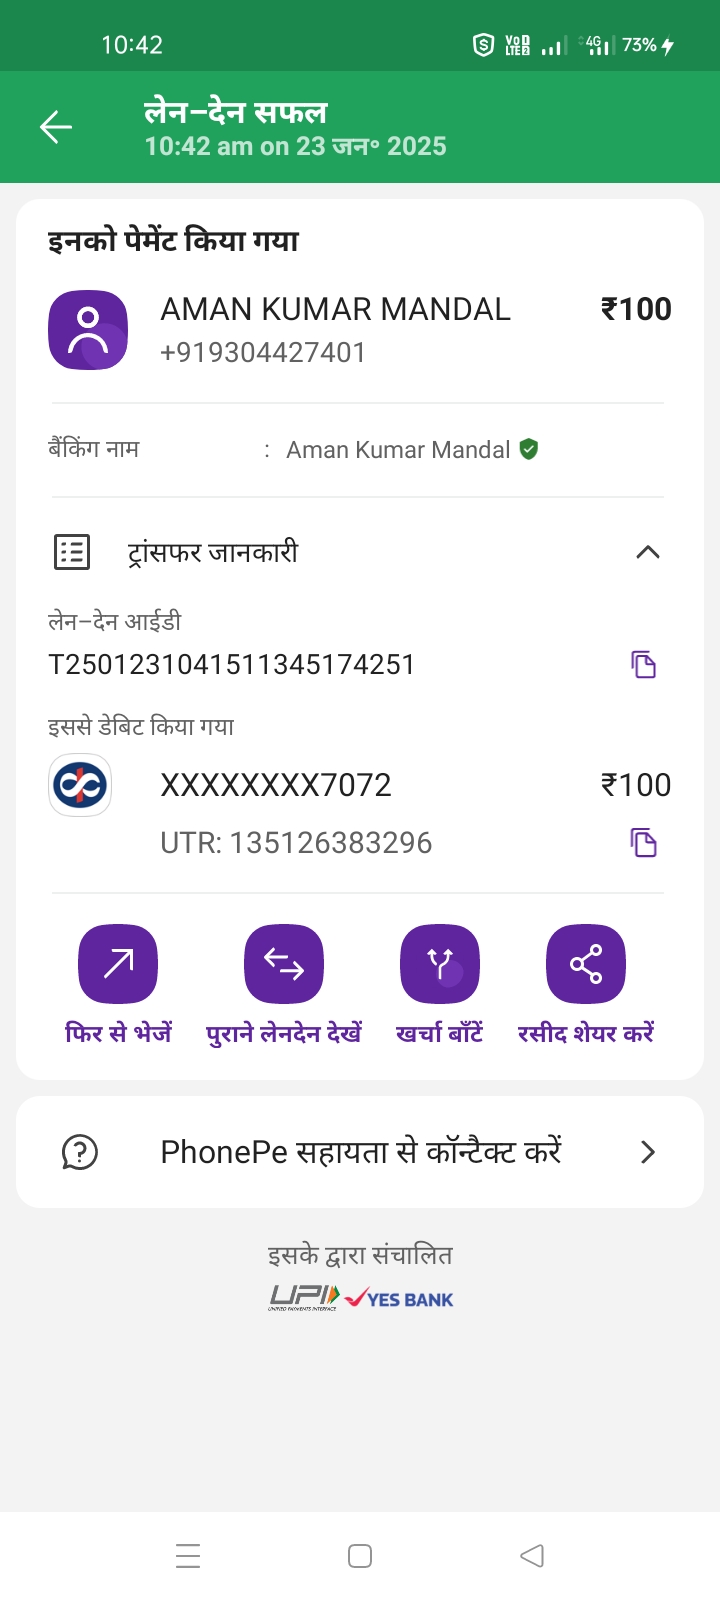 10:42
VoD LTE2 4G 73%
लेन-देन सफल
10:42 am on 23 जन॰ 2025
इनको पेमेंट किया गया
AMAN KUMAR MANDAL ₹100
+919304427401
बैंकिंग नाम : Aman Kumar Mandal
ट्रांसफर जानकारी
लेन-देन आईडी
T2501231041511345174251
इससे डेबिट किया गया
XXXXXXXX7072 ₹100
UTR: 135126383296
फिर से भेजें पुराने लेनदेन देखें खर्चा बाँटें रसीद शेयर करें
PhonePe सहायता से कॉन्टैक्ट करें
इसके द्वारा संचालित
UPI YES BANK
UNIFIED PAYMENTS INTERFACE